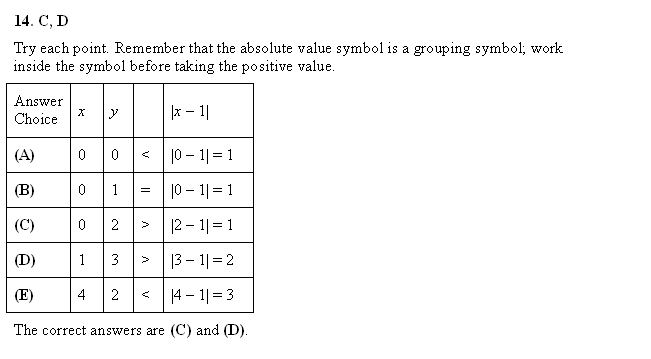 14. C, D
Try each point. Remember that the absolute value symbol is a grouping symbol; work
inside the symbol before taking the positive value.
Answer Choice x y |x – 1|
(A) 0 0 < |0 – 1| = 1
(B) 0 1 = |0 – 1| = 1
(C) 0 2 > |2 – 1| = 1
(D) 1 3 > |3 – 1| = 2
(E) 4 2 < |4 – 1| = 3
The correct answers are (C) and (D).